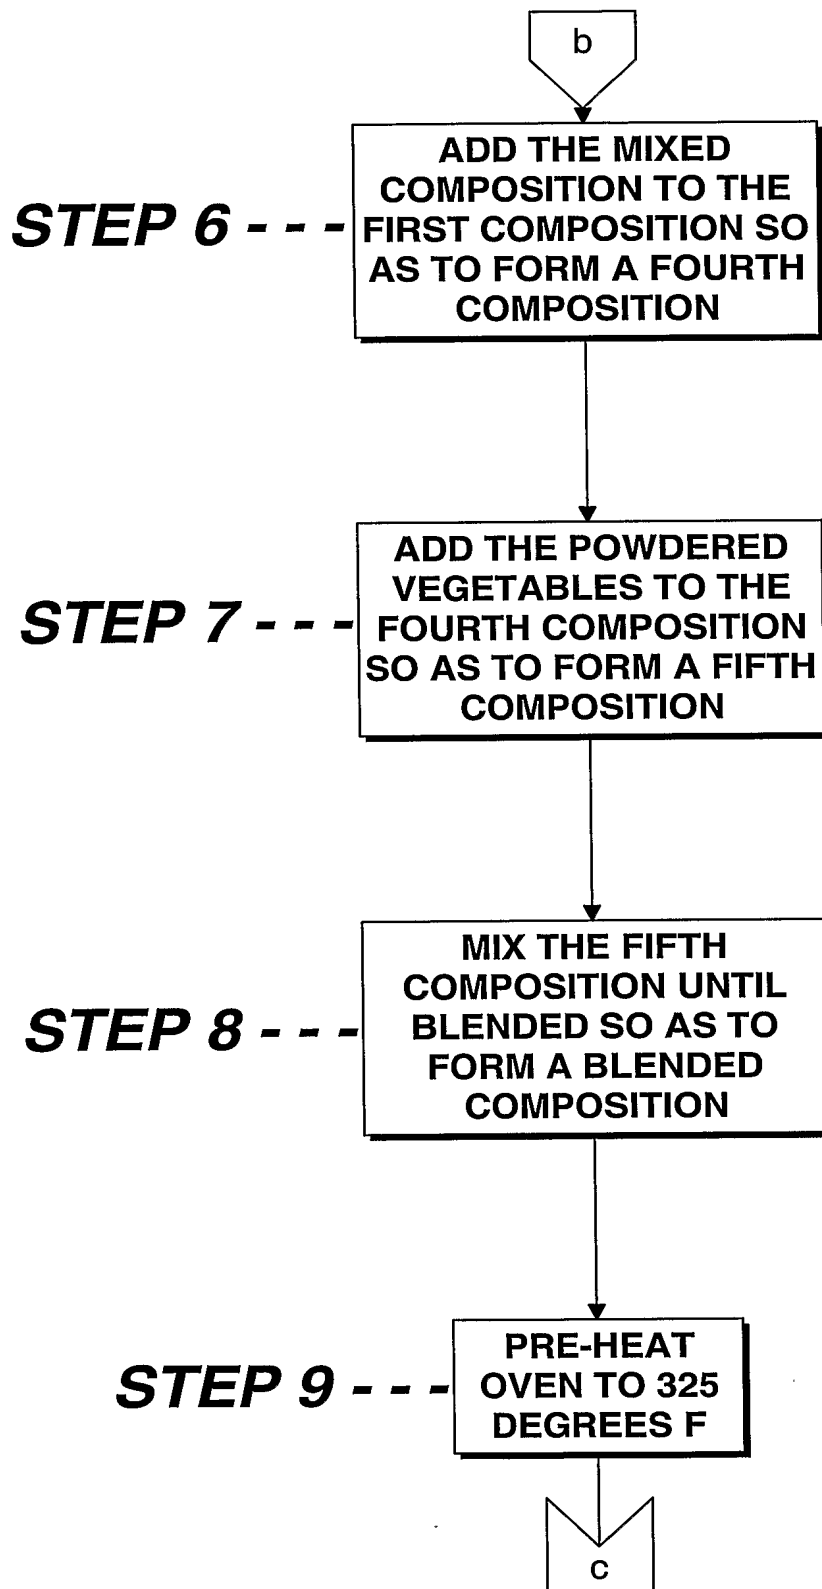 b
ADD THE MIXED
COMPOSITION TO THE
STEP 6 - - - FIRST COMPOSITION SO
AS TO FORM A FOURTH
COMPOSITION
ADD THE POWDERED
VEGETABLES TO THE
STEP 7 - - - FOURTH COMPOSITION
SO AS TO FORM A FIFTH
COMPOSITION
MIX THE FIFTH
COMPOSITION UNTIL
STEP 8 - - - BLENDED SO AS TO
FORM A BLENDED
COMPOSITION
PRE-HEAT
STEP 9 - - - OVEN TO 325
DEGREES F
c